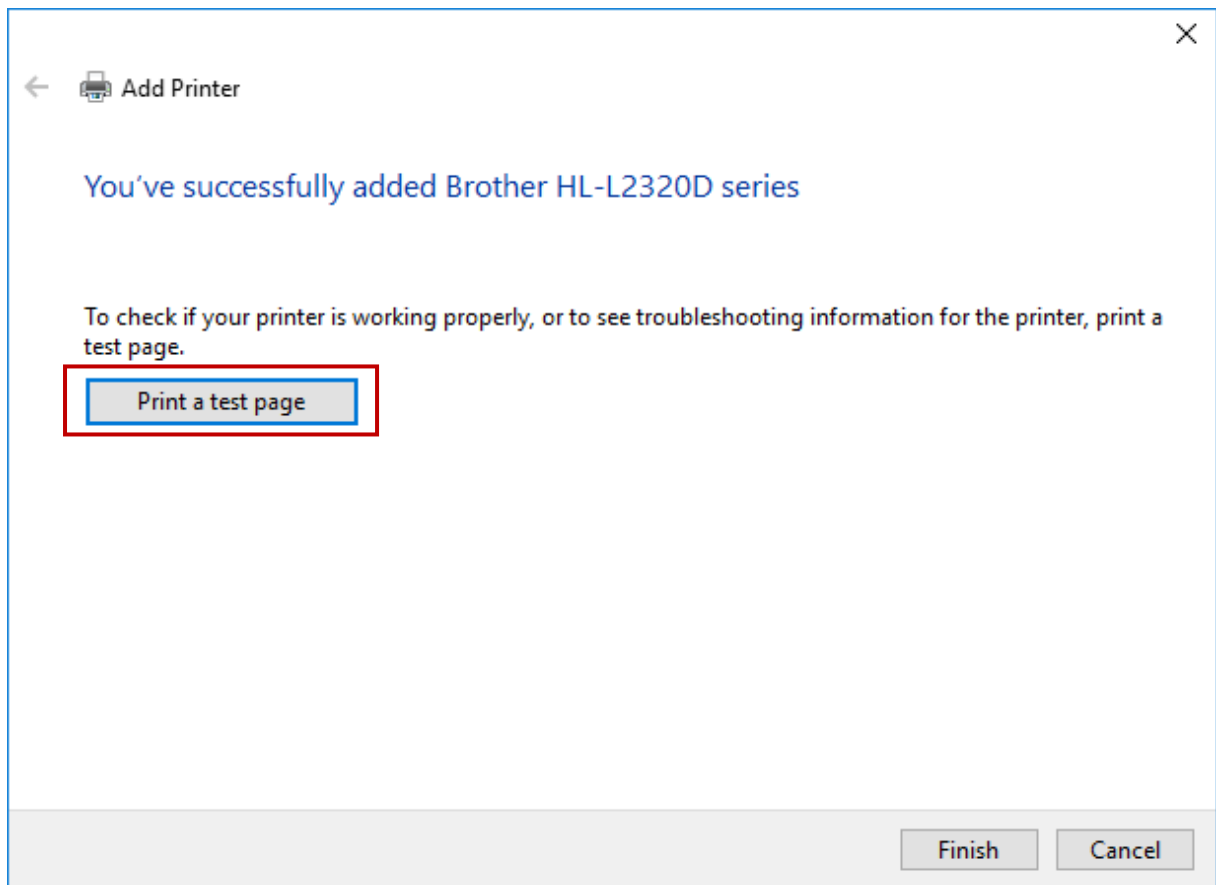 Add Printer
You've successfully added Brother HL-L2320D series
To check if your printer is working properly, or to see troubleshooting information for the printer, print a
test page.
Print a test page
Finish Cancel